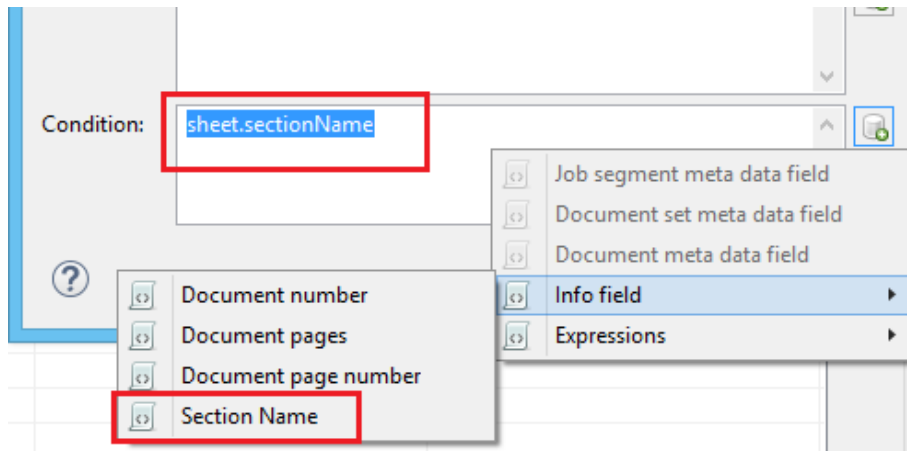 Condition:
sheet.sectionName
Job segment meta data field
Document set meta data field
Document meta data field
Info field
Expressions
?
Document number
Document pages
Document page number
Section Name